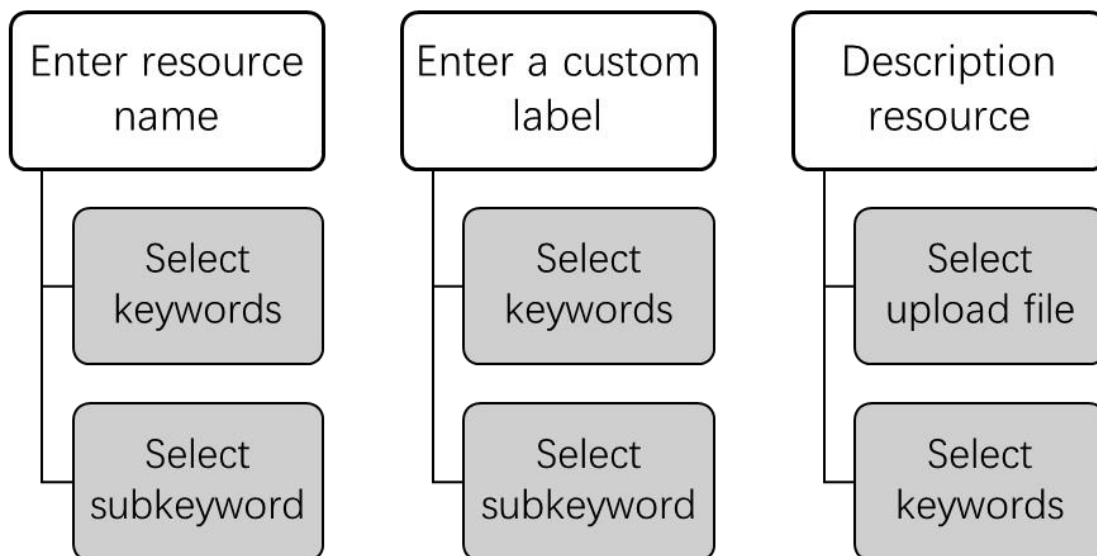 Enter resource
name
Select
keywords
Select
subkeyword
Enter a custom
label
Select
keywords
Select
subkeyword
Description
resource
Select
upload file
Select
keywords